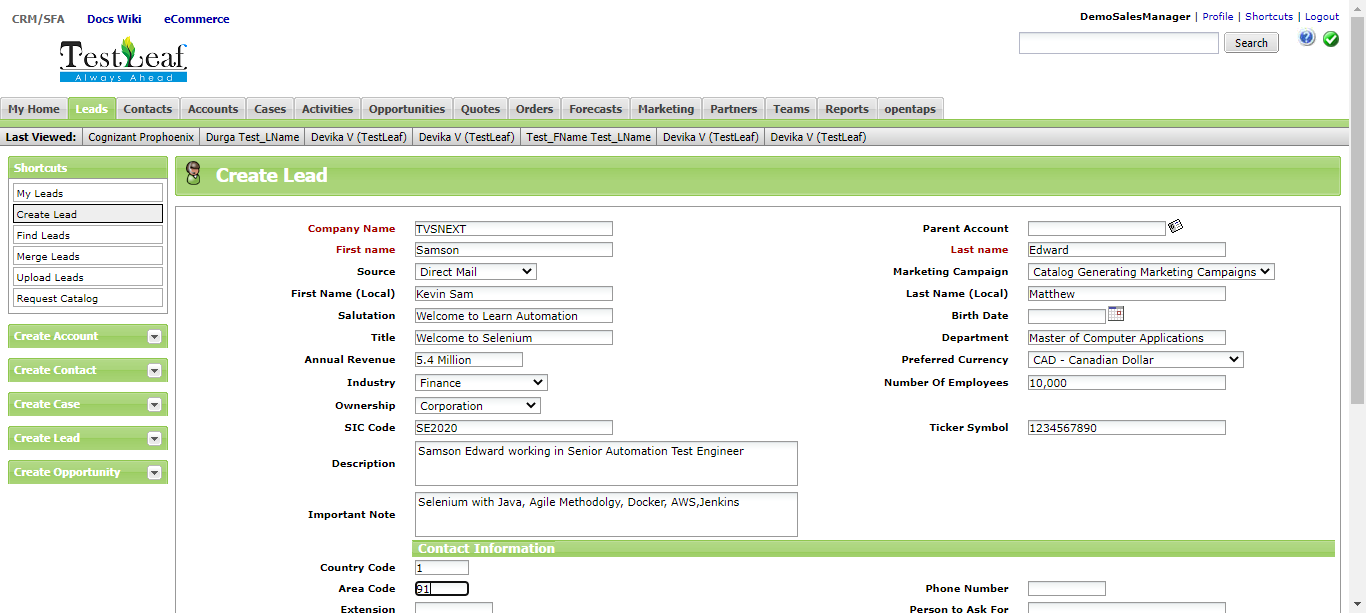 CRM/SFA Docs Wiki eCommerce
DemoSalesManager | Profile | Shortcuts | Logout
TestLeaf
Always Ahead
Search
My Home Leads Contacts Accounts Cases Activities Opportunities Quotes Orders Forecasts Marketing Partners Teams Reports opentaps
Last Viewed: Cognizant Prophoenix Durga Test_LName Devika V (TestLeaf) Devika V (TestLeaf) Test_FName Test_LName Devika V (TestLeaf) Devika V (TestLeaf)
Shortcuts
My Leads
Create Lead
Find Leads
Merge Leads
Upload Leads
Request Catalog
Create Account
Create Contact
Create Case
Create Lead
Create Opportunity
Create Lead
Company Name TVSNEXT Parent Account
First name Samson Last name Edward
Source Direct Mail Marketing Campaign Catalog Generating Marketing Campaigns
First Name (Local) Kevin Sam Last Name (Local) Matthew
Salutation Welcome to Learn Automation Birth Date
Title Welcome to Selenium Department Master of Computer Applications
Annual Revenue 5.4 Million Preferred Currency CAD - Canadian Dollar
Industry Finance Number Of Employees 10,000
Ownership Corporation
SIC Code SE2020 Ticker Symbol 1234567890
Description Samson Edward working in Senior Automation Test Engineer
Important Note Selenium with Java, Agile Methodolgy, Docker, AWS,Jenkins
Contact Information
Country Code 1
Area Code 91 Phone Number
Extension Person to Ask For